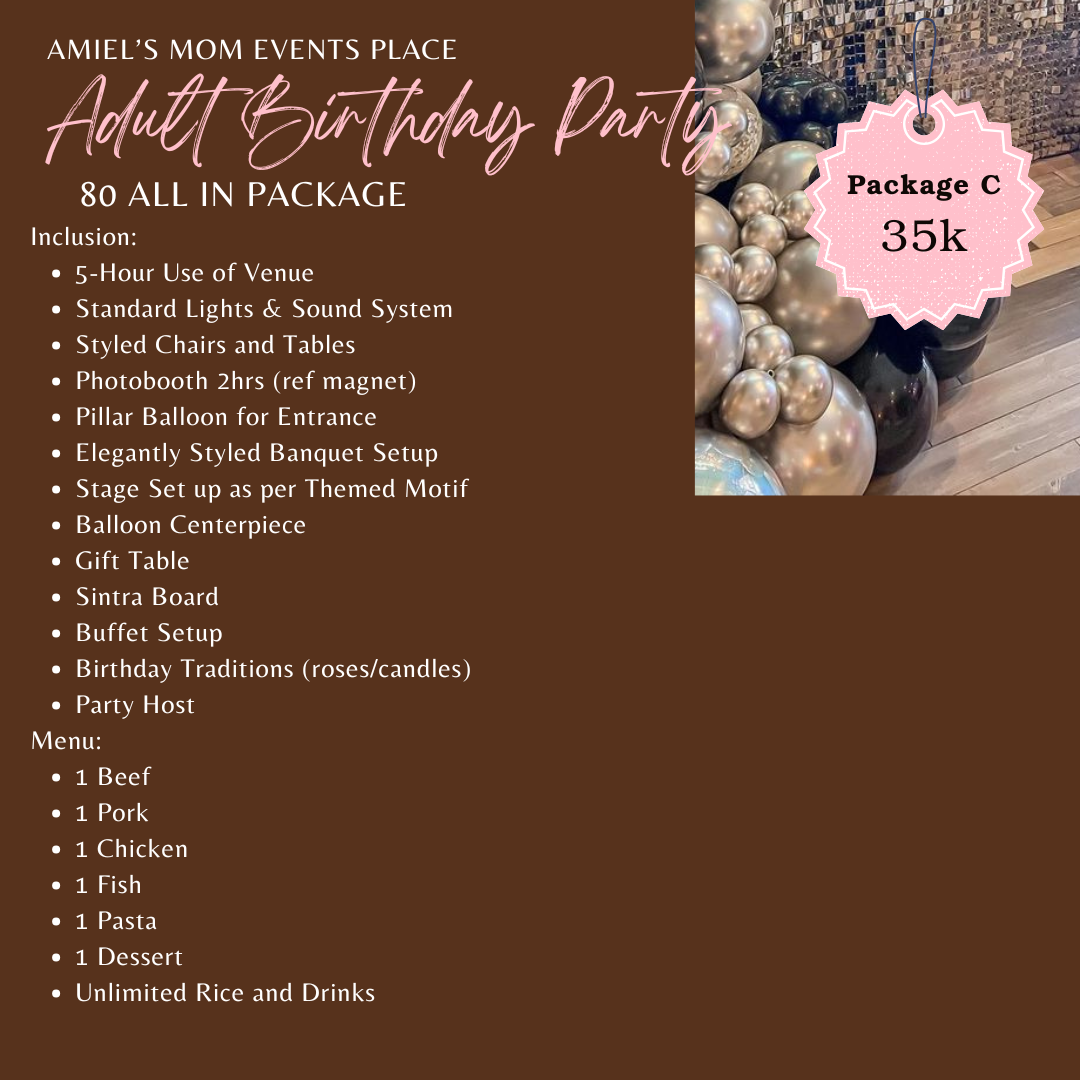 AMIEL'S MOM EVENTS PLACE
Adult Birthday Party
80 ALL IN PACKAGE
Package C
35k
Inclusion:
• 5-Hour Use of Venue
• Standard Lights & Sound System
• Styled Chairs and Tables
• Photobooth 2hrs (ref magnet)
• Pillar Balloon for Entrance
• Elegantly Styled Banquet Setup
• Stage Set up as per Themed Motif
• Balloon Centerpiece
• Gift Table
• Sintra Board
• Buffet Setup
• Birthday Traditions (roses/candles)
• Party Host
Menu:
• 1 Beef
• 1 Pork
• 1 Chicken
• 1 Fish
• 1 Pasta
• 1 Dessert
• Unlimited Rice and Drinks